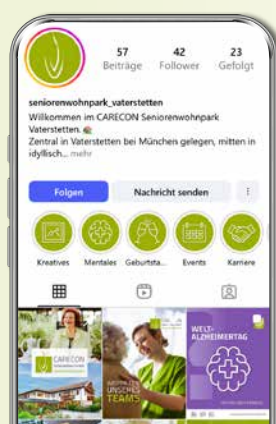 57 42 23
Beiträge Follower Gefolgt
seniorenwohnpark_vaterstetten
Willkommen im CARECON Seniorenwohnpark
Vaterstetten.
Zentral in Vaterstetten bei München gelegen, mitten in
idyllisch... mehr
Folgen Nachricht senden
Kreatives Mentales Geburtsta... Events Karriere
WELT-
ALZHEIMERTAG
CARECON
UNSERES
TEAMS